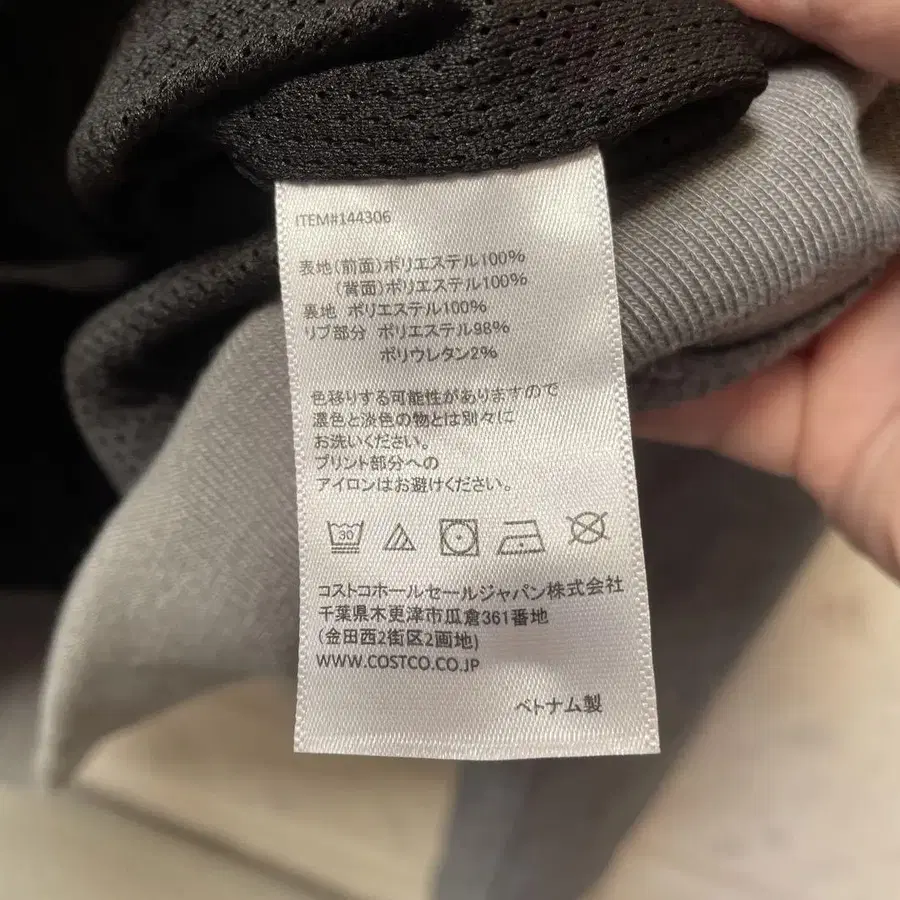 ITEM#144306
表地(前面)ポリエステル100%
(背面)ポリエステル100%
裏地 ポリエステル100%
リブ部分 ポリエステル98%
ポリウレタン2%
色移りする可能性がありますので
濃色と淡色の物とは別々に
お洗いください。
プリント部分への
アイロンはお避けください。
30
コストコホールセールジャパン株式会社
千葉県木更津市瓜倉361番地
(金田西2街区2画地)
WWW.COSTCO.CO.JP
ベトナム製